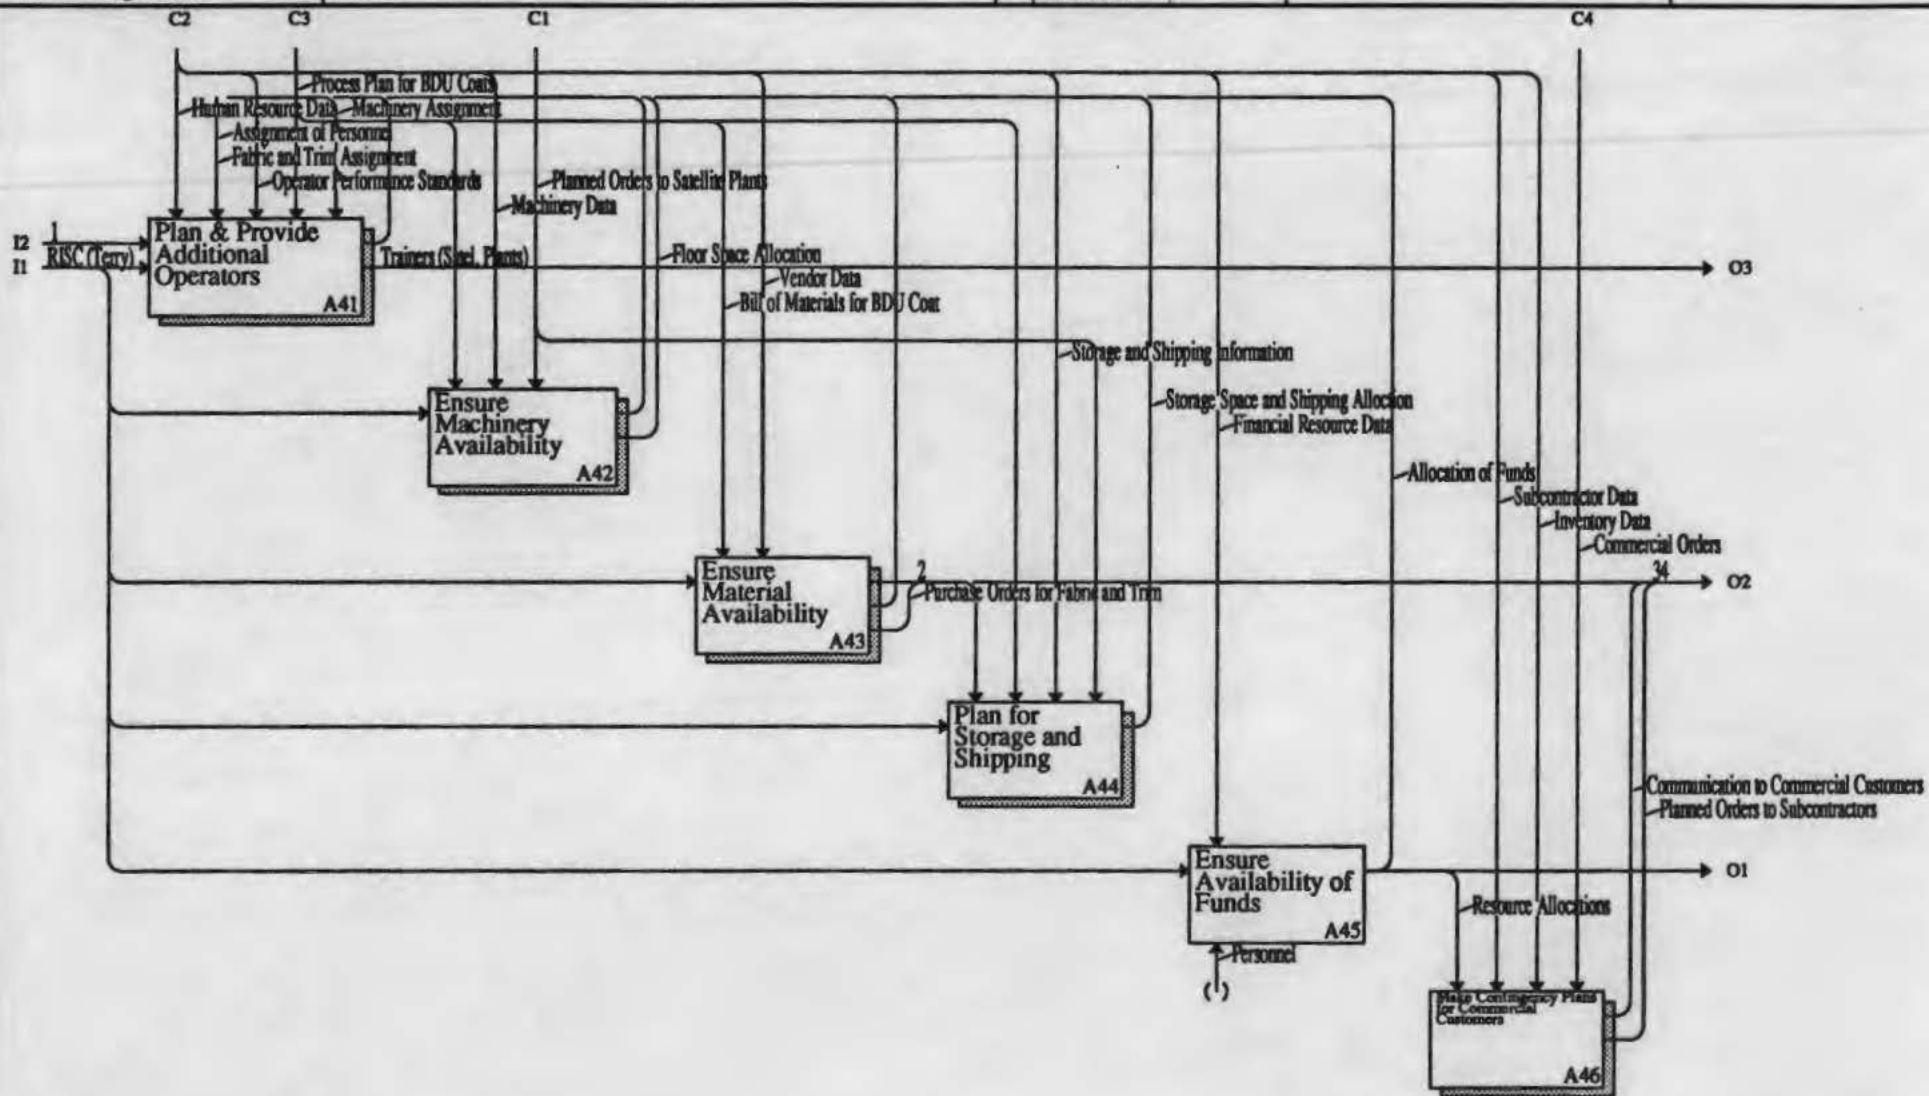 C2
C3
C1
C4
Process Plan for BDU Coats
Human Resource Data
Machinery Assignment
Assignment of Personnel
Fabric and Trim Assignment
Operator Performance Standards
Planned Orders to Satellite Plants
Machinery Data
I2
1
I1
RISC (Terry)
Plan & Provide
Additional
Operators
A41
Trainers (Satel. Plants)
Floor Space Allocation
O3
Vendor Data
Bill of Materials for BDU Coat
Storage and Shipping Information
Ensure
Machinery
Availability
A42
Storage Space and Shipping Allocation
Financial Resource Data
Allocation of Funds
Subcontractor Data
Inventory Data
Commercial Orders
Ensure
Material
Availability
A43
2
Purchase Orders for Fabric and Trim
34
O2
Plan for
Storage and
Shipping
A44
Communication to Commercial Customers
Planned Orders to Subcontractors
Ensure
Availability of
Funds
A45
O1
Resource Allocations
Personnel
( )
Make Contingency Plans
for Commercial
Customers
A46